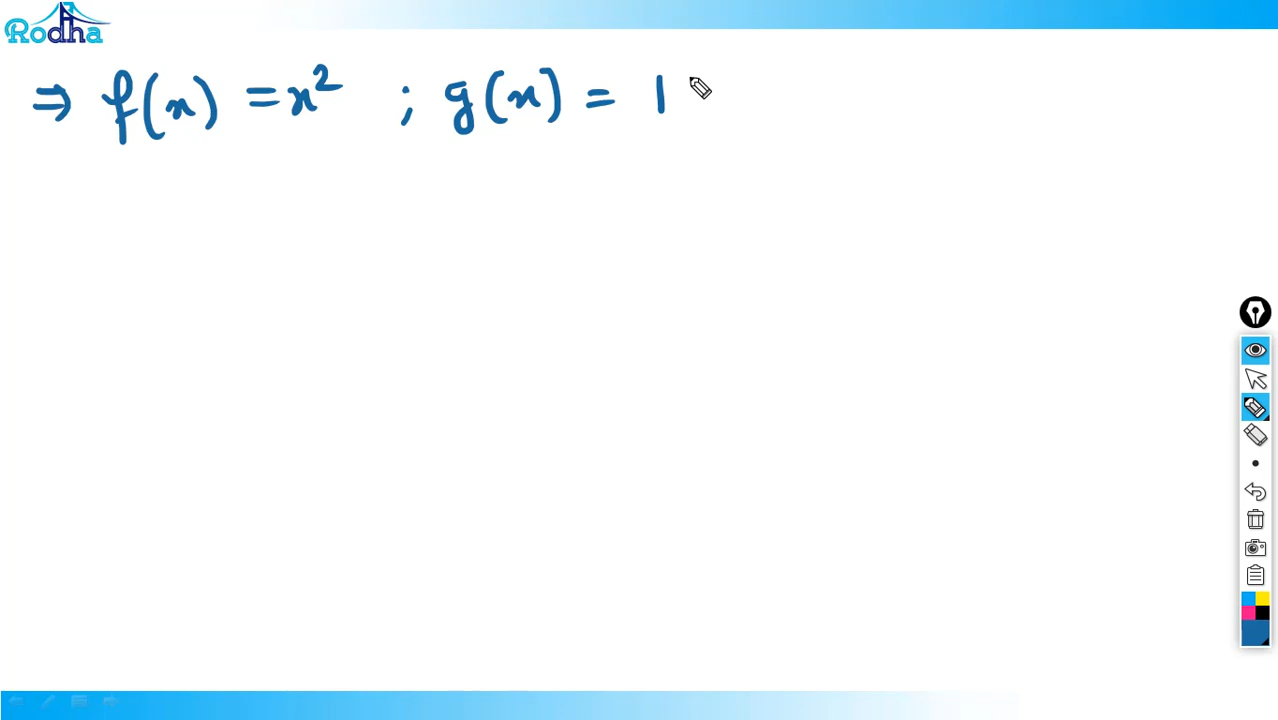 Rodha
⇒ f(x) = x² ; g(x) = 1